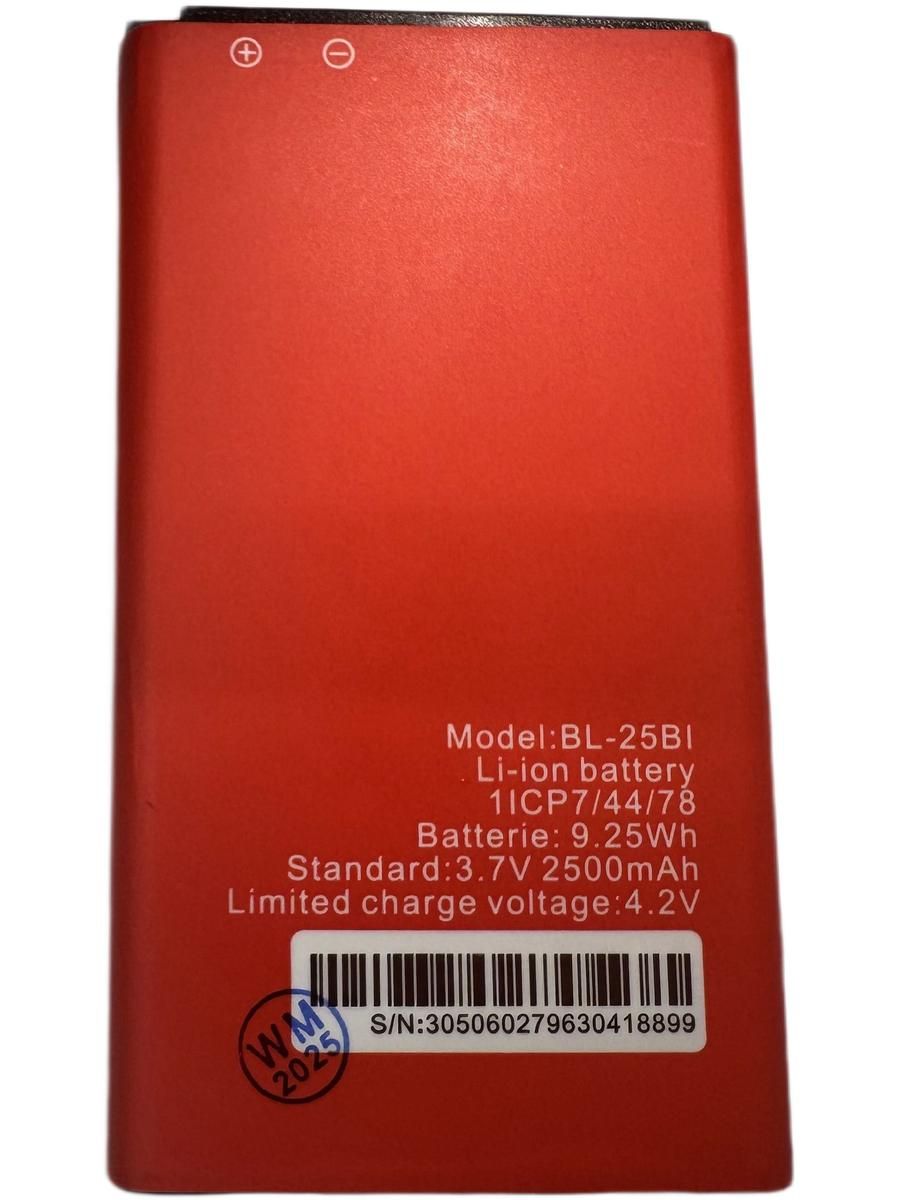 ⊕ ⊖
Model:BL-25BI
Li-ion battery
1ICP7/44/78
Batterie: 9.25Wh
Standard:3.7V 2500mAh
Limited charge voltage:4.2V
S/N:305060279630418899
WM
2025